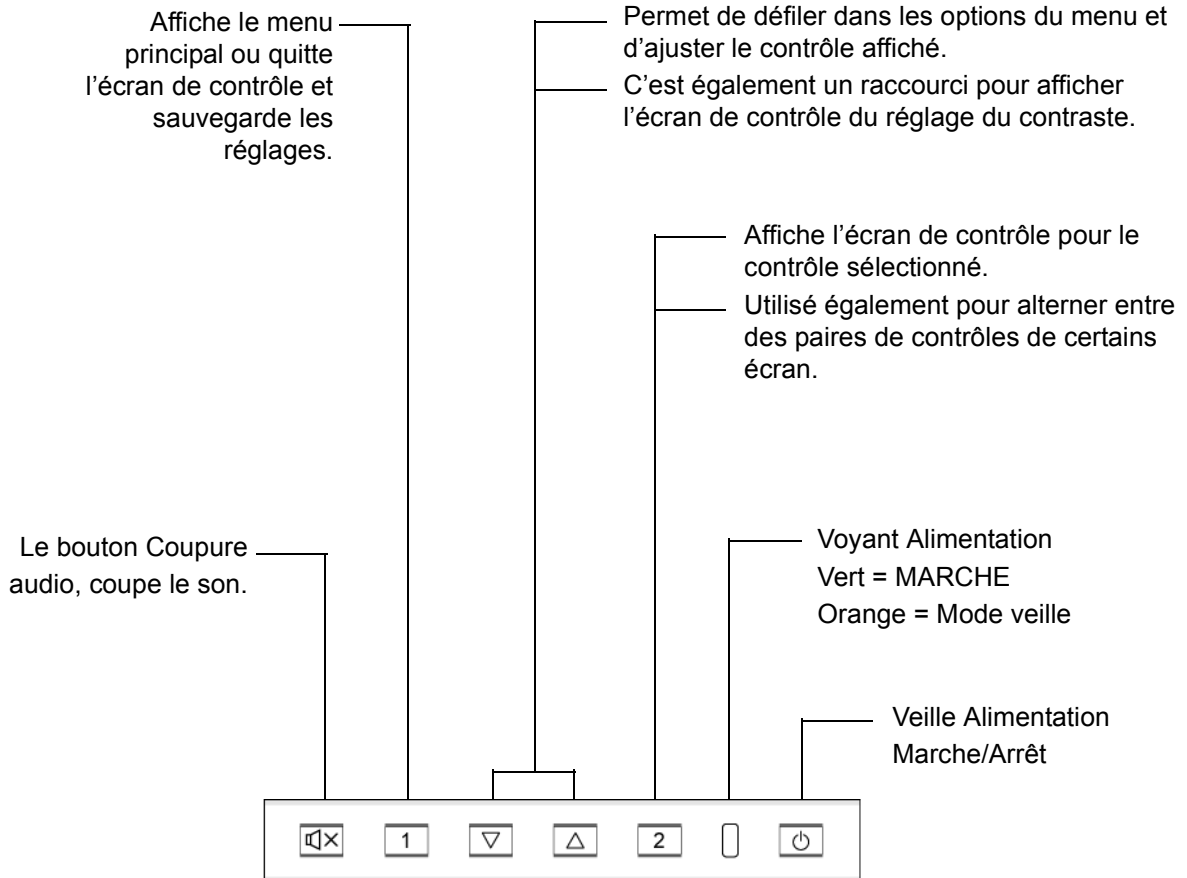 Affiche le menu
principal ou quitte
l’écran de contrôle et
sauvegarde les
réglages.
Permet de défiler dans les options du menu et
d’ajuster le contrôle affiché.
C’est également un raccourci pour afficher
l’écran de contrôle du réglage du contraste.
Affiche l’écran de contrôle pour le
contrôle sélectionné.
Utilisé également pour alterner entre
des paires de contrôles de certains
écran.
Le bouton Coupure
audio, coupe le son.
Voyant Alimentation
Vert = MARCHE
Orange = Mode veille
Veille Alimentation
Marche/Arrêt
1
2